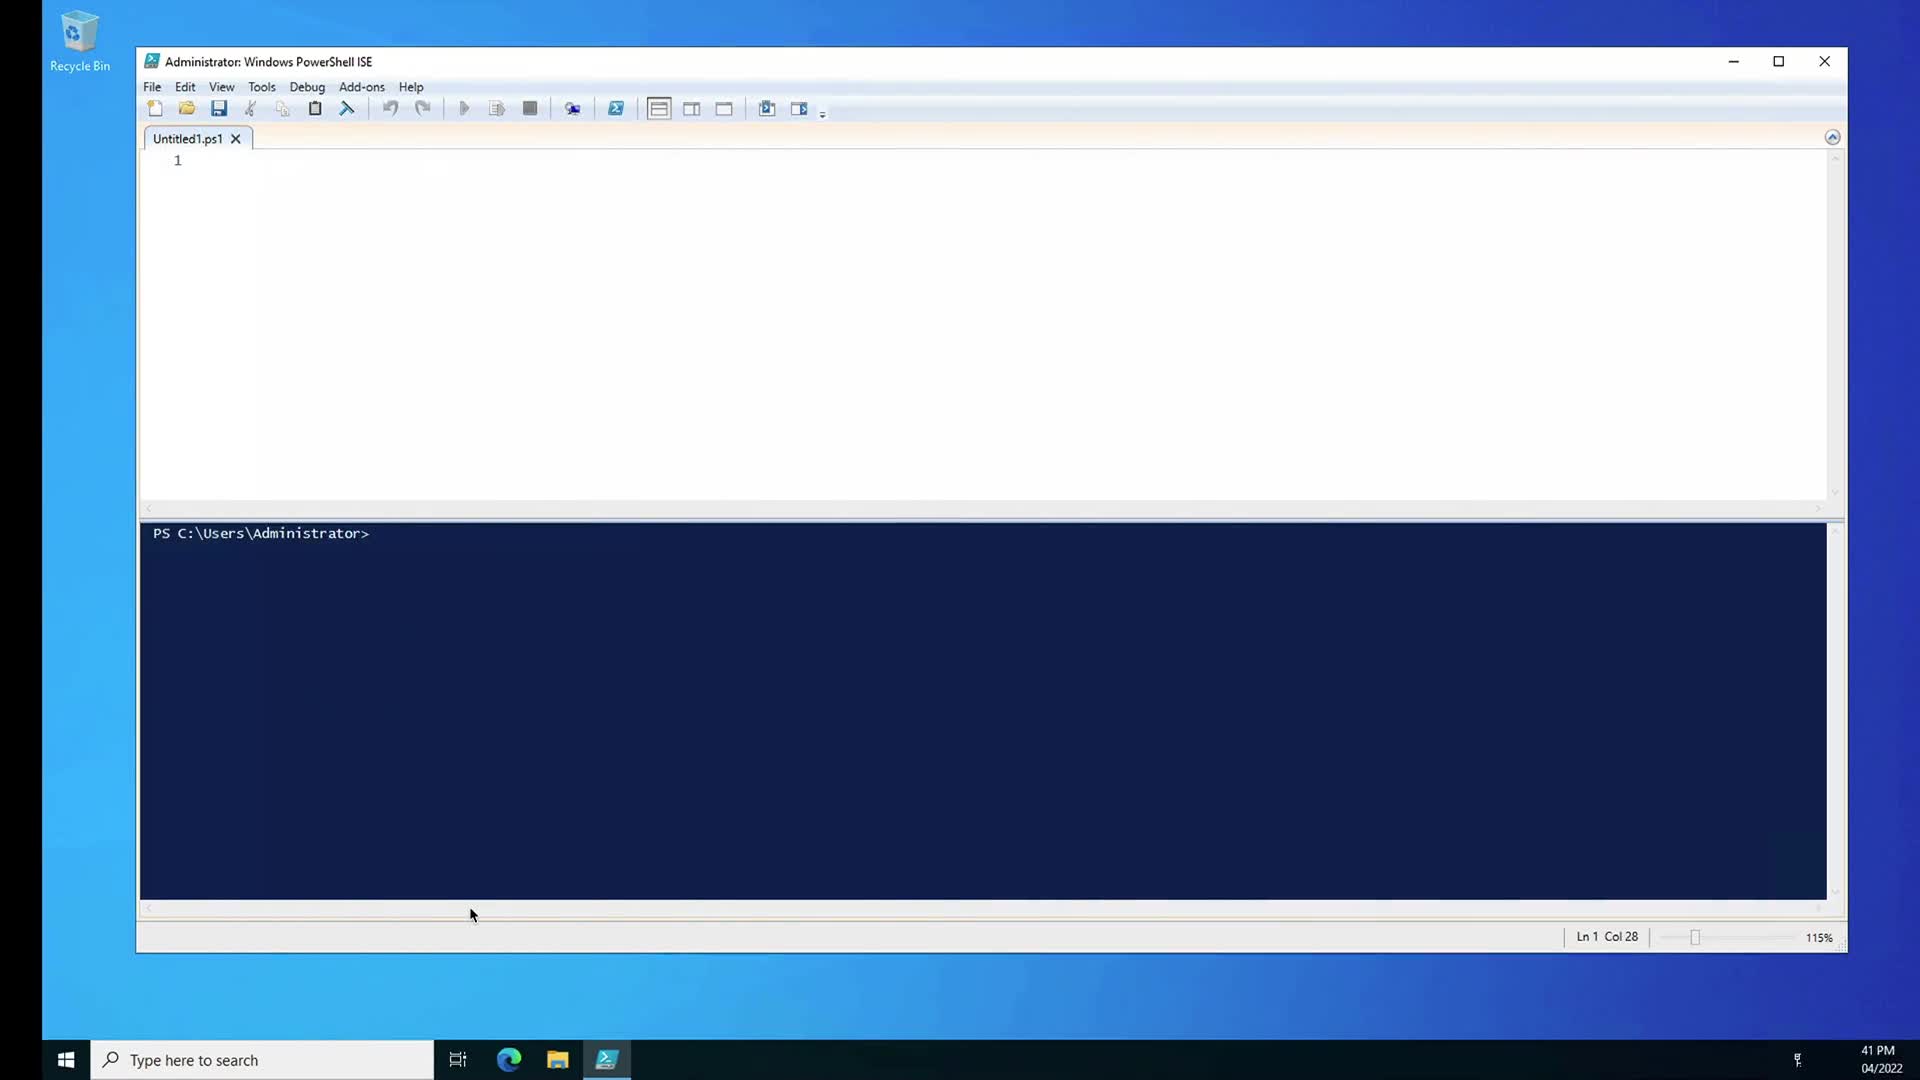 Recycle Bin
Administrator: Windows PowerShell ISE
File Edit View Tools Debug Add-ons Help
Untitled1.ps1
1
PS C:\Users\Administrator>
Ln 1 Col 28
115%
Type here to search
41 PM
04/2022